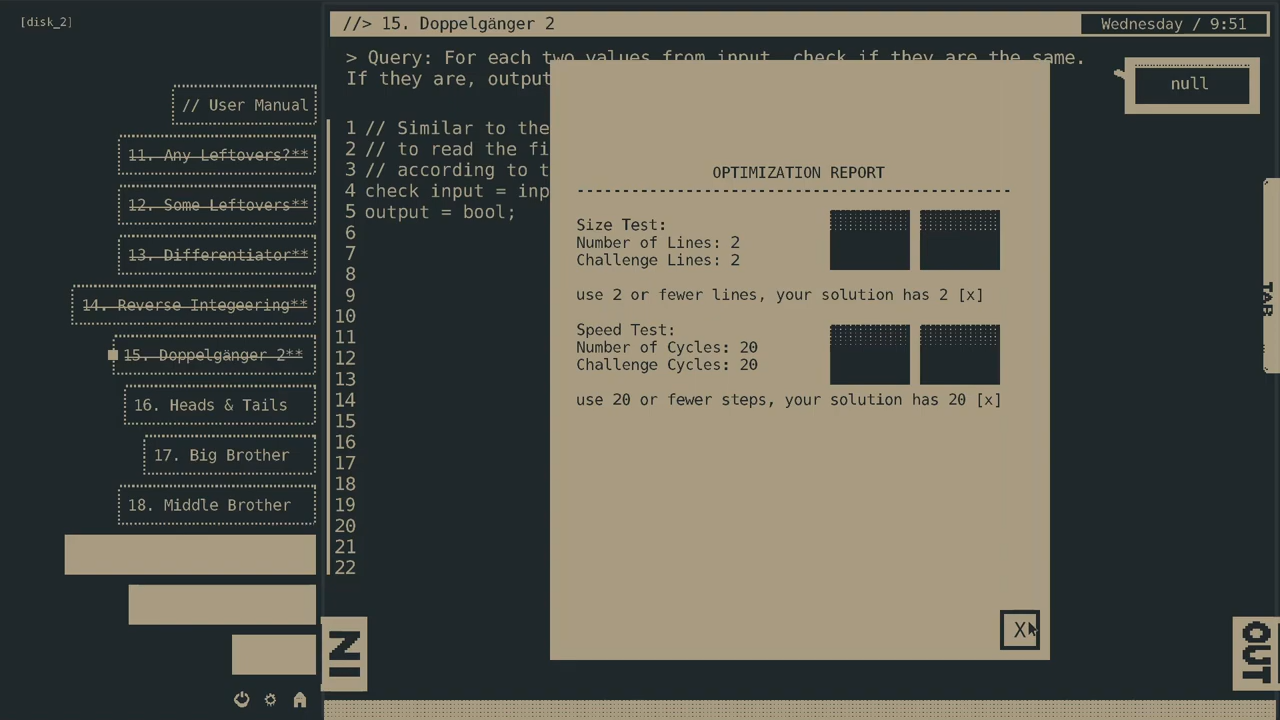 [disk_2]
//> 15. Doppelgänger 2
Wednesday / 9:51
> Query: For each two values from input, check if they are the same.
If they are, output
null
// User Manual
11. Any Leftovers?**
12. Some Leftovers**
13. Differentiator**
14. Reverse Integeering**
15. Doppelgänger 2**
16. Heads & Tails
17. Big Brother
18. Middle Brother
1 // Similar to the
2 // to read the fi
3 // according to t
4 check input = inp
5 output = bool;
6
7
8
9
10
11
12
13
14
15
16
17
18
19
20
21
22
OPTIMIZATION REPORT
Size Test:
Number of Lines: 2
Challenge Lines: 2
use 2 or fewer lines, your solution has 2 [x]
Speed Test:
Number of Cycles: 20
Challenge Cycles: 20
use 20 or fewer steps, your solution has 20 [x]
X
TAB
IN
OUT